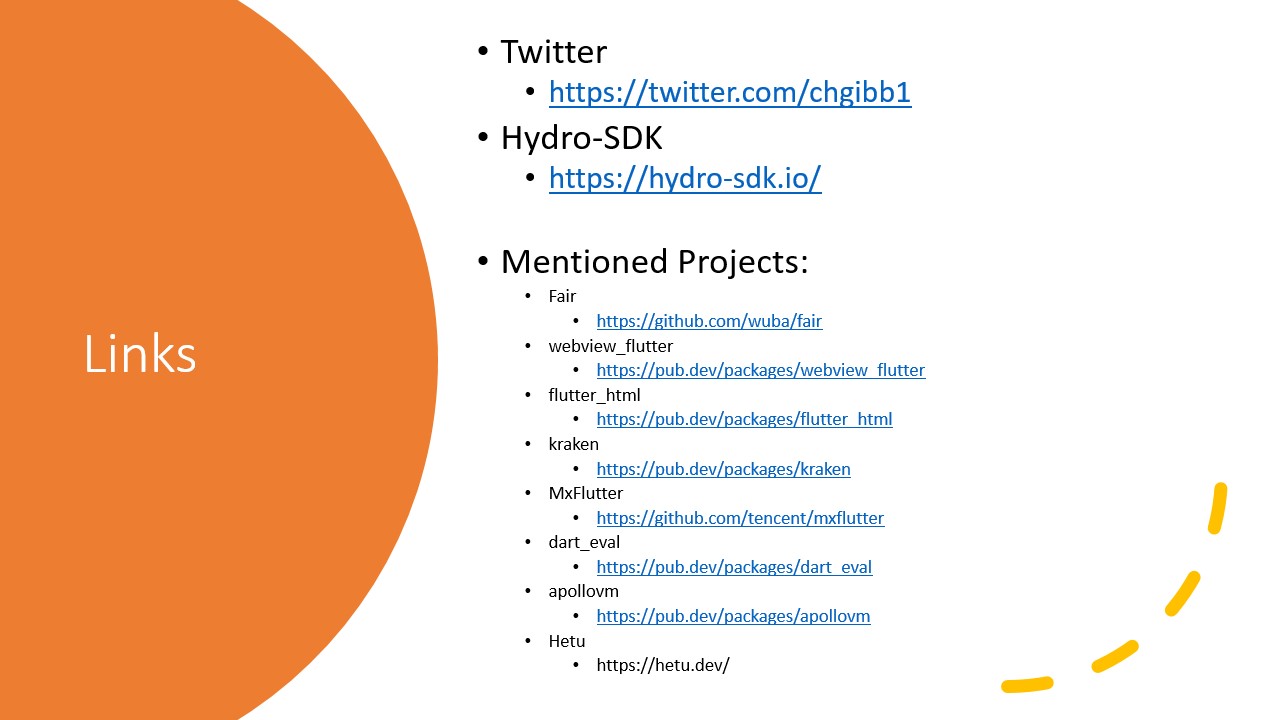 Links
• Twitter
• https://twitter.com/chgibb1
• Hydro-SDK
• https://hydro-sdk.io/
• Mentioned Projects:
• Fair
• https://github.com/wuba/fair
• webview_flutter
• https://pub.dev/packages/webview_flutter
• flutter_html
• https://pub.dev/packages/flutter_html
• kraken
• https://pub.dev/packages/kraken
• MxFlutter
• https://github.com/tencent/mxflutter
• dart_eval
• https://pub.dev/packages/dart_eval
• apollovm
• https://pub.dev/packages/apollovm
• Hetu
• https://hetu.dev/